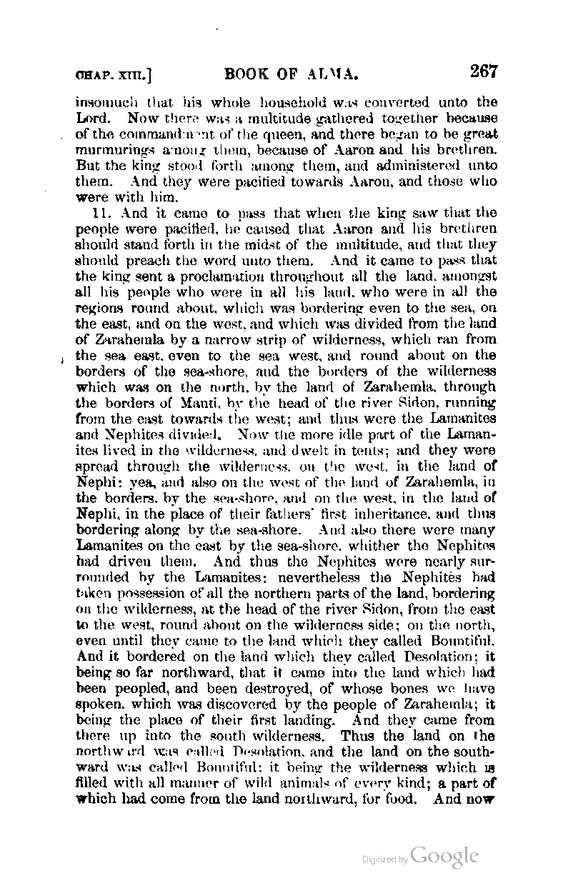 CHAP. XIII.] BOOK OF ALMA. 267
insomuch that his whole household was converted unto the
Lord. Now there was a multitude gathered together because
of the commandment of the queen, and there began to be great
murmurings among them, because of Aaron and his brethren.
But the king stood forth among them, and administered unto
them. And they were pacified towards Aaron, and those who
were with him.
11. And it came to pass that when the king saw that the
people were pacified, he caused that Aaron and his brethren
should stand forth in the midst of the multitude, and that they
should preach the word unto them. And it came to pass that
the king sent a proclamation throughout all the land, amongst
all his people who were in all his land, who were in all the
regions round about, which was bordering even to the sea, on
the east, and on the west, and which was divided from the land
of Zarahemla by a narrow strip of wilderness, which ran from
the sea east, even to the sea west, and round about on the
borders of the sea-shore, and the borders of the wilderness
which was on the north, by the land of Zarahemla, through
the borders of Manti, by the head of the river Sidon, running
from the east towards the west; and thus were the Lamanites
and Nephites divided. Now the more idle part of the Laman-
ites lived in the wilderness, and dwelt in tents; and they were
spread through the wilderness, on the west, in the land of
Nephi: yea, and also on the west of the land of Zarahemla, in
the borders, by the sea-shore, and on the west, in the land of
Nephi, in the place of their fathers' first inheritance, and thus
bordering along by the sea-shore. And also there were many
Lamanites on the east by the sea-shore, whither the Nephites
had driven them. And thus the Nephites were nearly sur-
rounded by the Lamanites: nevertheless the Nephites had
taken possession of all the northern parts of the land, bordering
on the wilderness, at the head of the river Sidon, from the east
to the west, round about on the wilderness side; on the north,
even until they came to the land which they called Bountiful.
And it bordered on the land which they called Desolation; it
being so far northward, that it came into the land which had
been peopled, and been destroyed, of whose bones we have
spoken, which was discovered by the people of Zarahemla; it
being the place of their first landing. And they came from
there up into the south wilderness. Thus the land on the
northward was called Desolation, and the land on the south-
ward was called Bountiful: it being the wilderness which is
filled with all manner of wild animals of every kind; a part of
which had come from the land northward, for food. And now
Digitized by Google